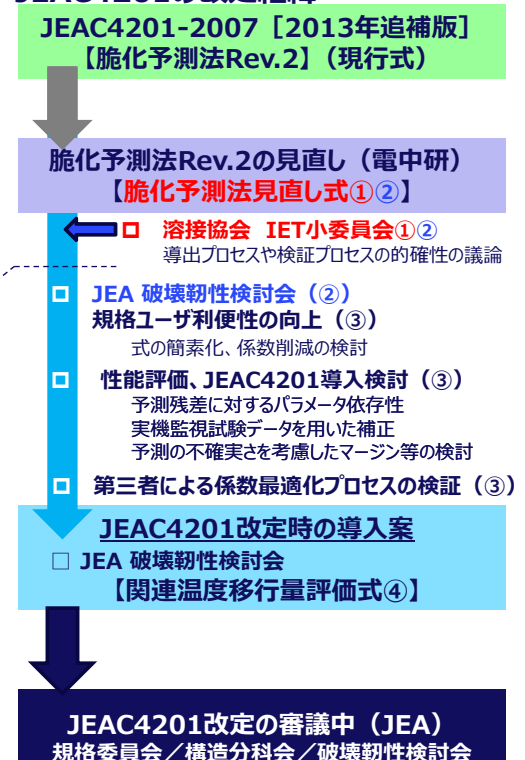 JEAC4201の改定経緯
JEAC4201-2007［2013年追補版］
【脆化予測法Rev.2】（現行式）
脆化予測法Rev.2の見直し（電中研）
【脆化予測法見直し式①②】
溶接協会 IET小委員会①②
導出プロセスや検証プロセスの的確性の議論
JEA 破壊靭性検討会（②）
規格ユーザ利便性の向上（③）
式の簡素化、係数削減の検討
性能評価、JEAC4201導入検討（③）
予測残差に対するパラメータ依存性
実機監視試験データを用いた補正
予測の不確実さを考慮したマージン等の検討
第三者による係数最適化プロセスの検証（③）
JEAC4201改定時の導入案
□ JEA 破壊靭性検討会
【関連温度移行量評価式④】
JEAC4201改定の審議中（JEA）
規格委員会／構造分科会／破壊靭性検討会